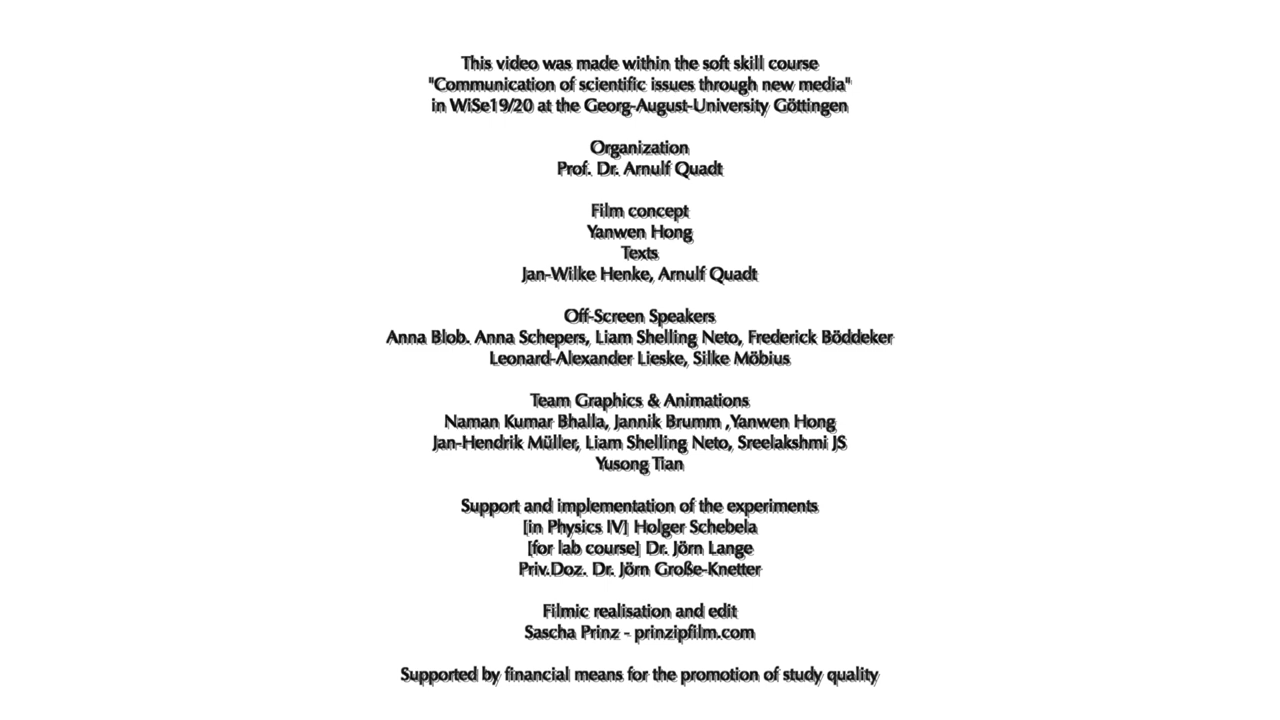 This video was made within the soft skill course
"Communication of scientific issues through new media"
in WiSe19/20 at the Georg-August-University Göttingen
Organization
Prof. Dr. Arnulf Quadt
Film concept
Yanwen Hong
Texts
Jan-Wilke Henke, Arnulf Quadt
Off-Screen Speakers
Anna Blob. Anna Schepers, Liam Shelling Neto, Frederick Böddeker
Leonard-Alexander Lieske, Silke Möbius
Team Graphics & Animations
Naman Kumar Bhalla, Jannik Brumm ,Yanwen Hong
Jan-Hendrik Müller, Liam Shelling Neto, Sreelakshmi JS
Yusong Tian
Support and implementation of the experiments
[in Physics IV] Holger Schebela
[for lab course] Dr. Jörn Lange
Priv.Doz. Dr. Jörn Große-Knetter
Filmic realisation and edit
Sascha Prinz - prinzipfilm.com
Supported by financial means for the promotion of study quality